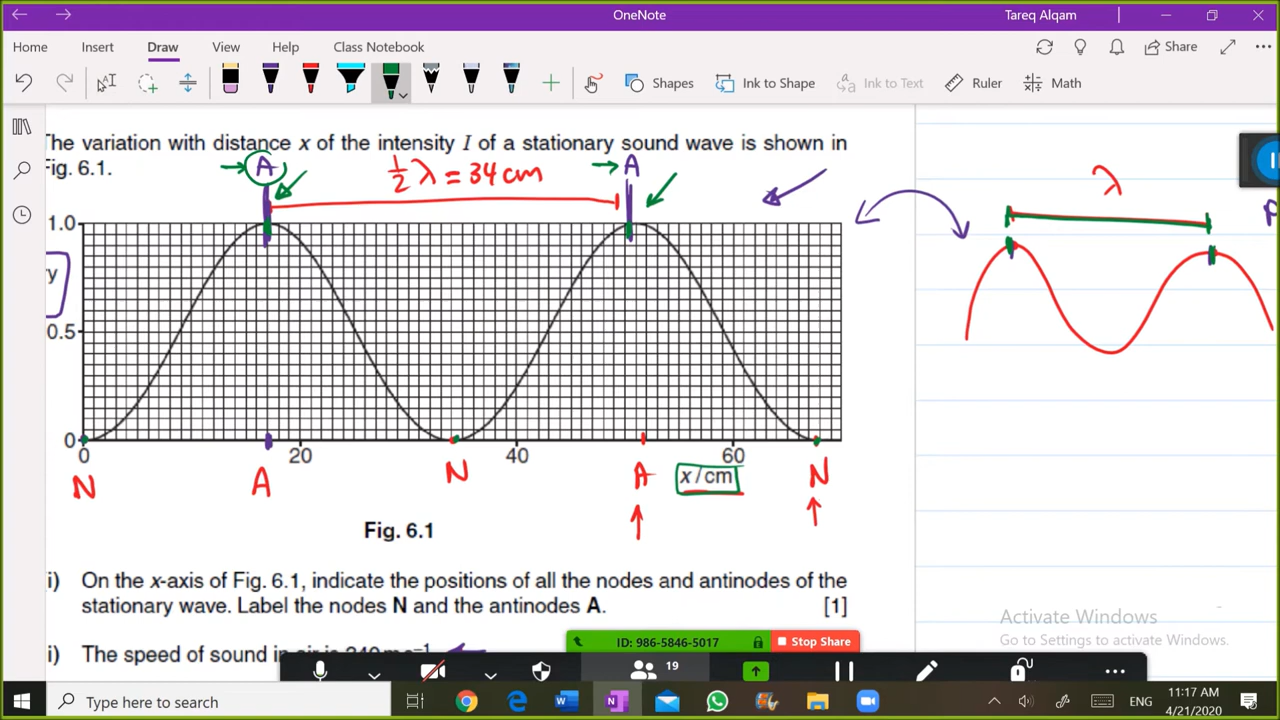 OneNote
Tareq Alqam
Home Insert Draw View Help Class Notebook
Share
Shapes Ink to Shape Ink to Text Ruler Math
The variation with distance x of the intensity I of a stationary sound wave is shown in
Fig. 6.1.
A
½λ = 34 cm
A
λ
1.0
y
0.5
0
0 20 40 60
N A N A x/cm N
Fig. 6.1
i) On the x-axis of Fig. 6.1, indicate the positions of all the nodes and antinodes of the
stationary wave. Label the nodes N and the antinodes A. [1]
Activate Windows
Go to Settings to activate Windows.
ID: 986-5846-5017 Stop Share
i) The speed of sound in
19
Type here to search
ENG
11:17 AM
4/21/2020